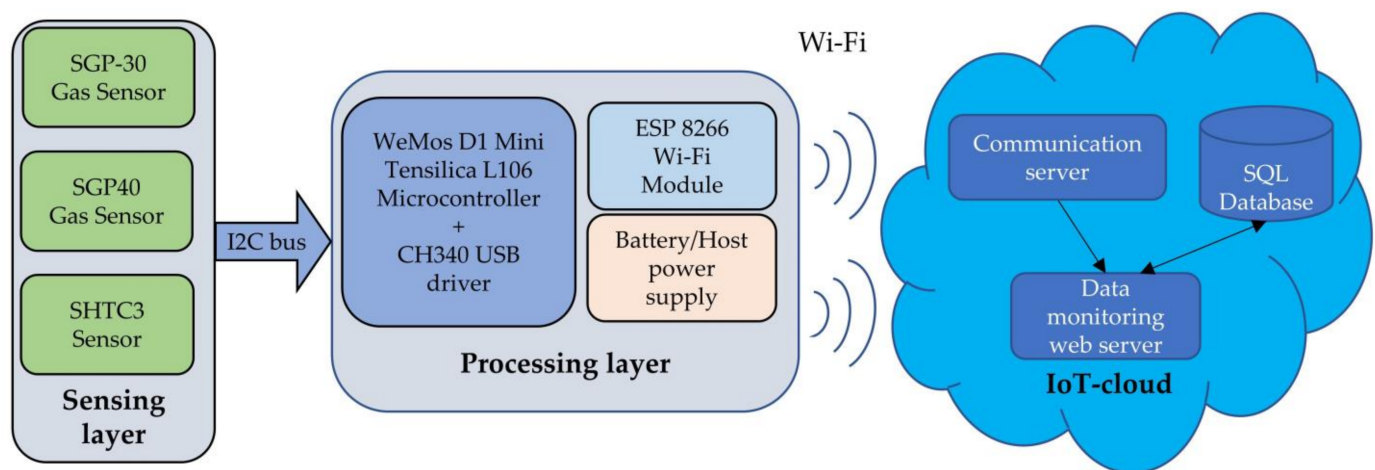 SGP-30
Gas Sensor
SGP40
Gas Sensor
SHTC3
Sensor
Sensing
layer
I2C bus
WeMos D1 Mini
Tensilica L106
Microcontroller
+
CH340 USB
driver
ESP 8266
Wi-Fi
Module
Battery/Host
power
supply
Processing layer
Wi-Fi
Communication
server
SQL
Database
Data
monitoring
web server
IoT-cloud